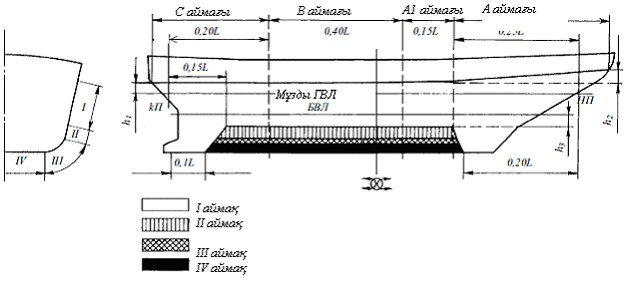 С аймағы В аймағы А1 аймағы А аймағы
0,20L 0,40L 0,15L 0,25L
0,15L
Мұзды ГВЛ
кП БВЛ НП
h1 h2 h3
I
II
IV III
0,1L 0,20L
I аймақ
II аймақ
III аймақ
IV аймақ